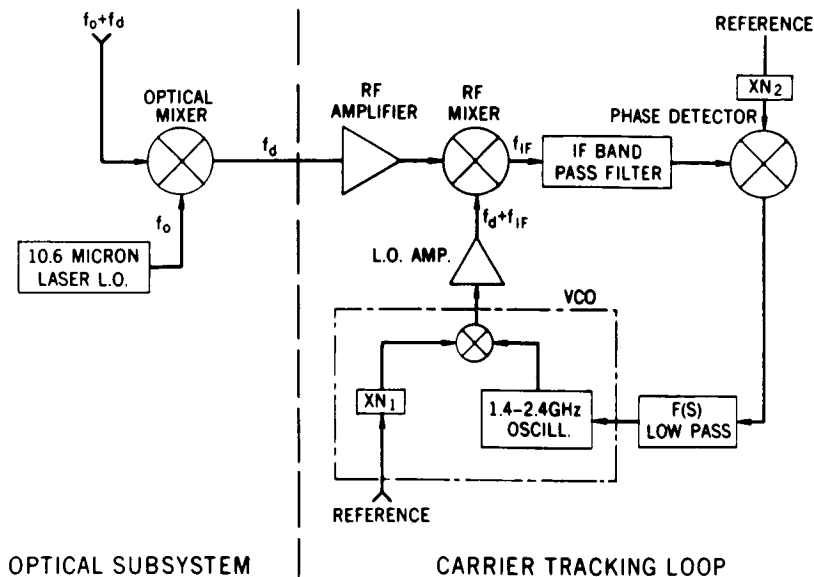 f₀+f_d
OPTICAL
MIXER
f_d
f₀
10.6 MICRON
LASER L.O.
RF
AMPLIFIER
RF
MIXER
f_IF
IF BAND
PASS FILTER
REFERENCE
XN₂
PHASE DETECTOR
f_d+f_IF
L.O. AMP.
VCO
XN₁
1.4-2.4GHz
OSCILL.
F(S)
LOW PASS
REFERENCE
OPTICAL SUBSYSTEM
CARRIER TRACKING LOOP